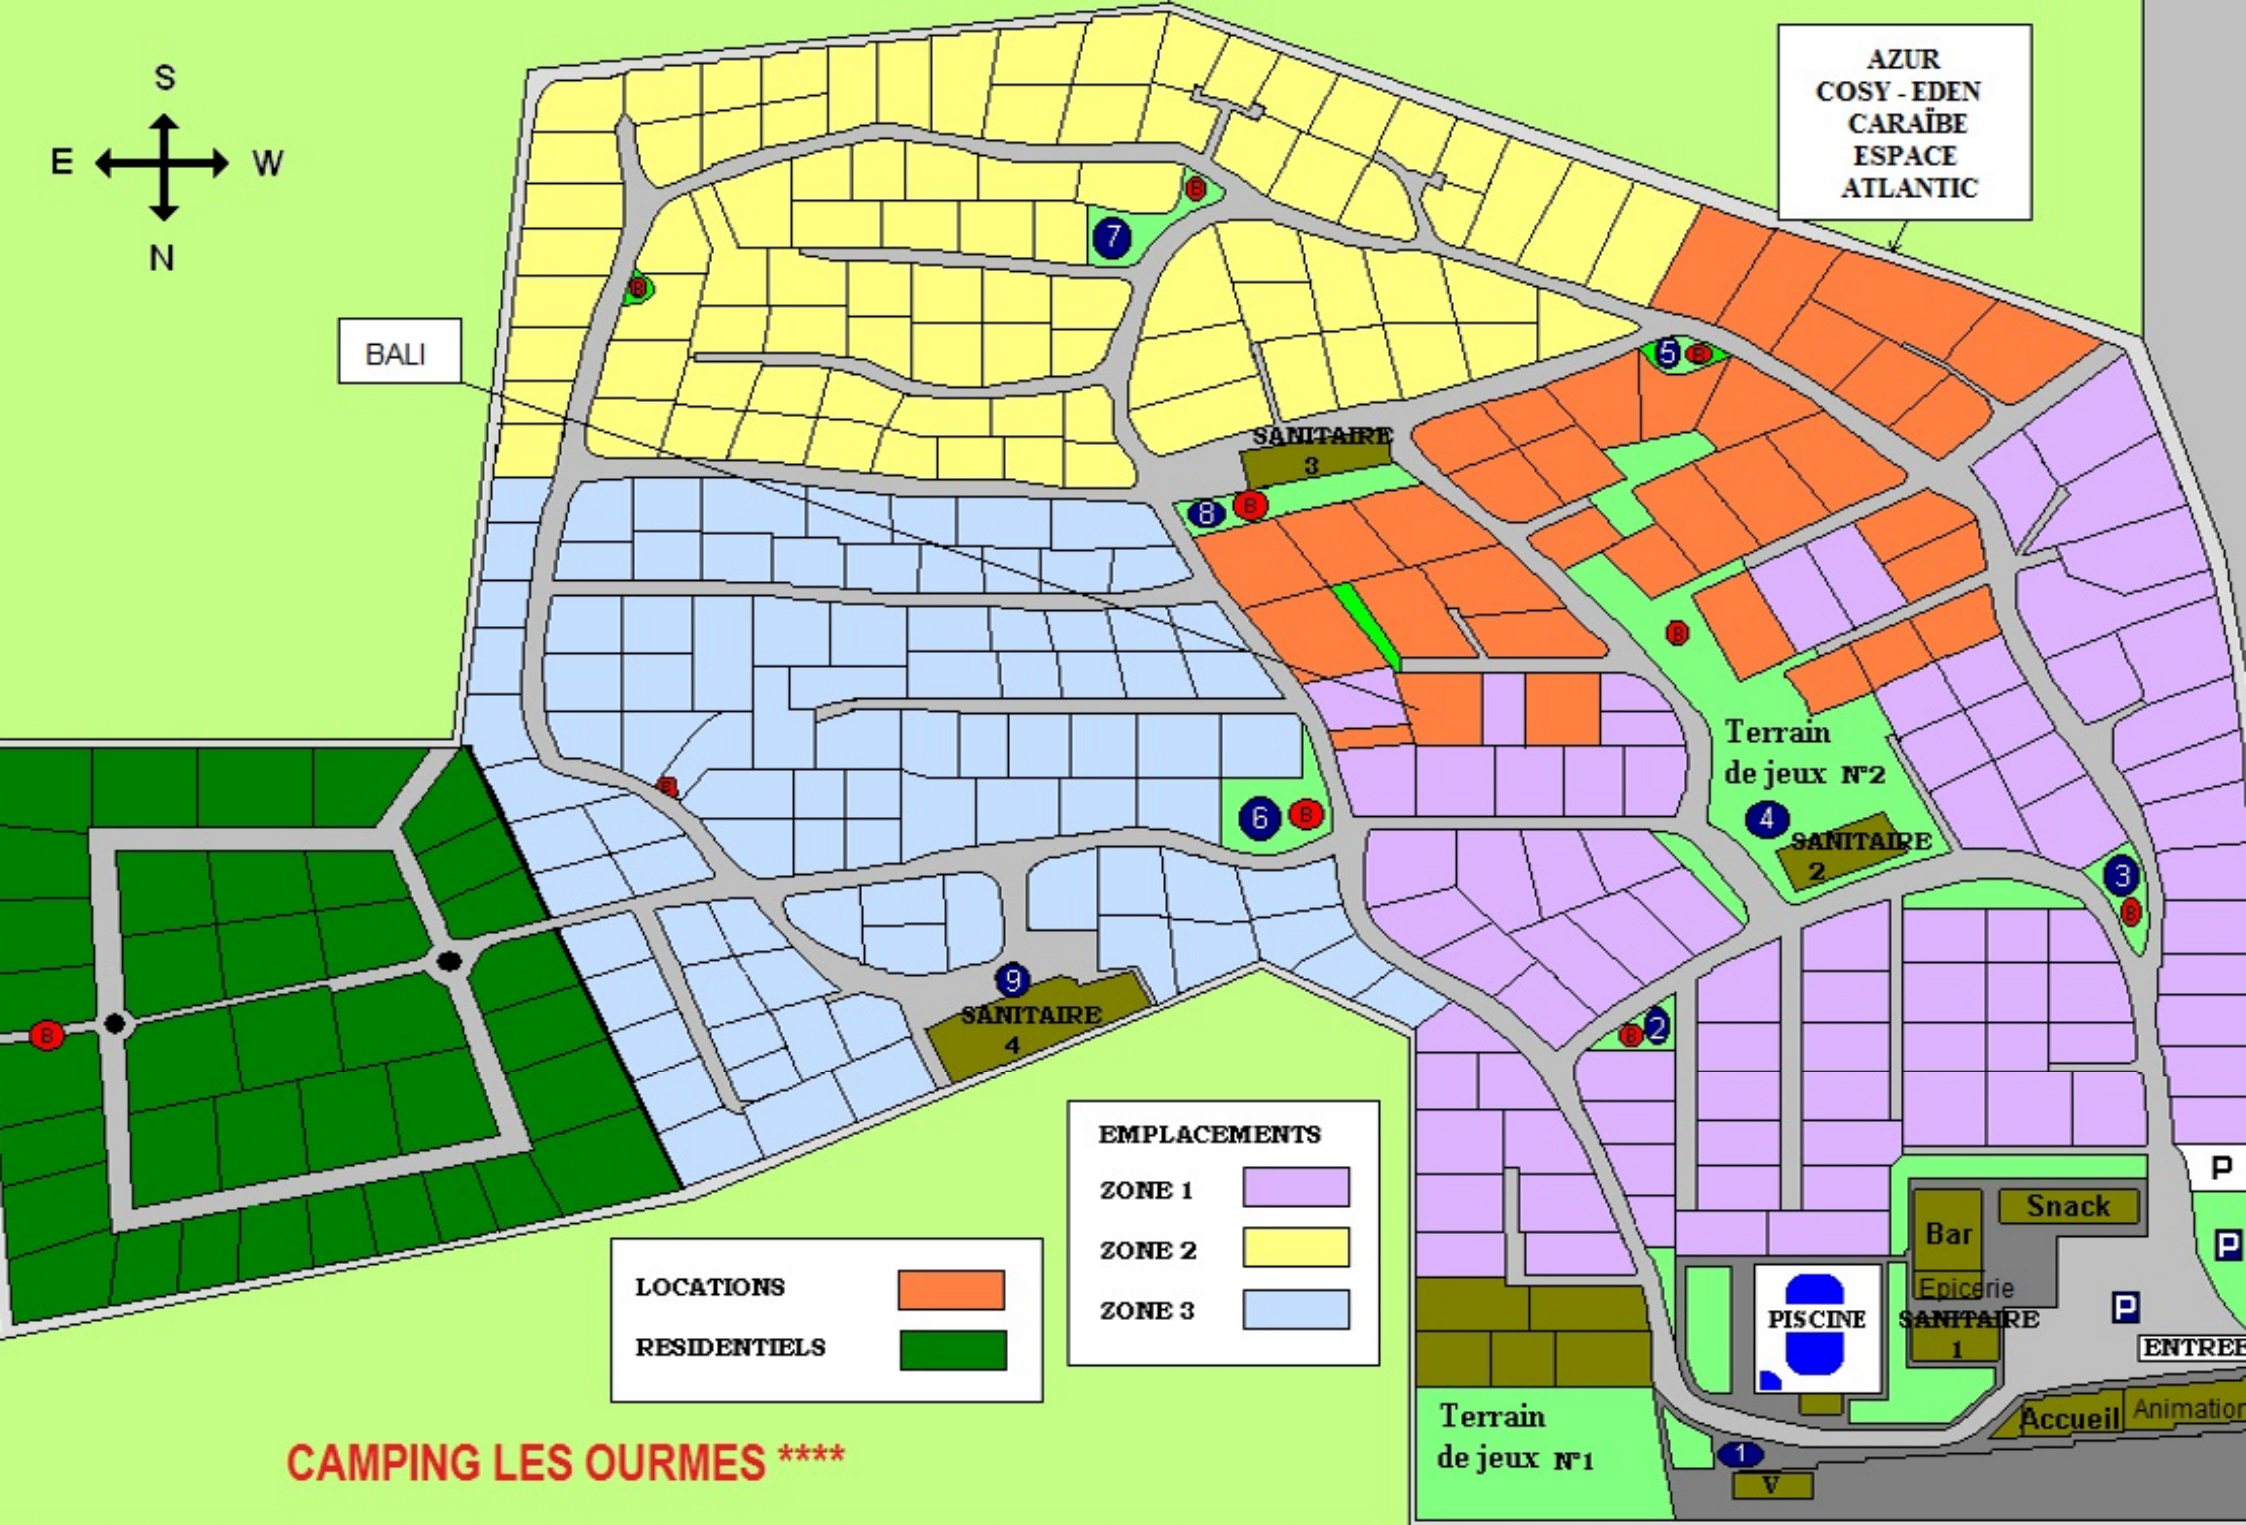 S
E
W
N
AZUR
COSY - EDEN
CARAÏBE
ESPACE
ATLANTIC
B
7
B
BALI
5
B
SANITAIRE
3
8
B
B
Terrain
de jeux N°2
B
6
B
4
SANITAIRE
2
3
B
9
SANITAIRE
4
B
B
2
EMPLACEMENTS
ZONE 1
ZONE 2
ZONE 3
P
Snack
Bar
P
LOCATIONS
RESIDENTIELS
Epicerie
PISCINE
SANITAIRE
1
P
ENTREE
Accueil
Animation
Terrain
de jeux N°1
1
V
CAMPING LES OURMES ****